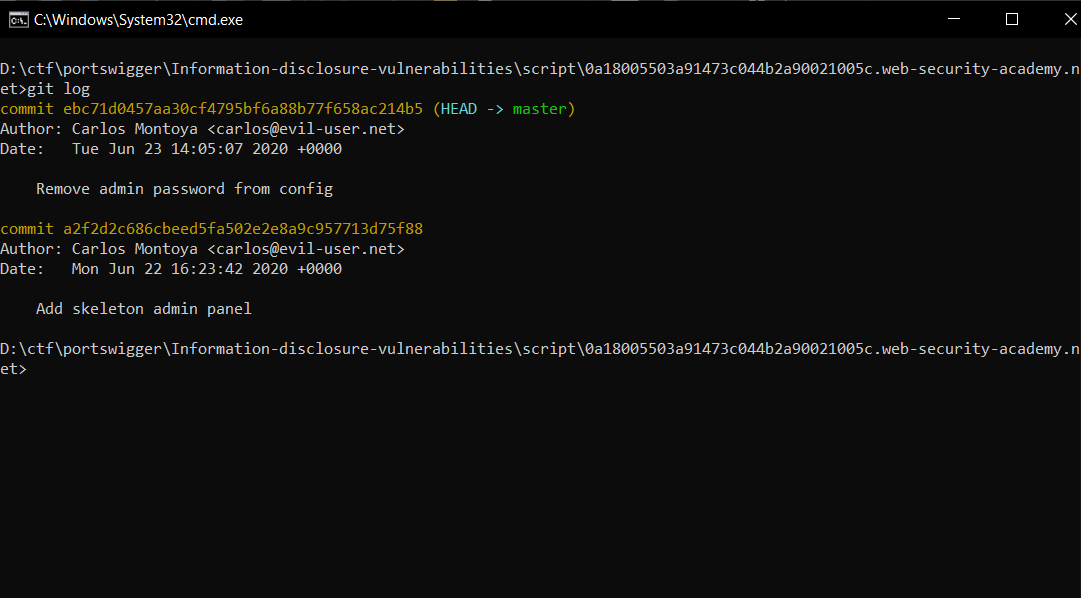 C:\Windows\System32\cmd.exe
D:\ctf\portswigger\Information-disclosure-vulnerabilities\script\0a18005503a91473c044b2a90021005c.web-security-academy.n
et>git log
commit ebc71d0457aa30cf4795bf6a88b77f658ac214b5 (HEAD -> master)
Author: Carlos Montoya <carlos@evil-user.net>
Date:   Tue Jun 23 14:05:07 2020 +0000
    Remove admin password from config
commit a2f2d2c686cbeed5fa502e2e8a9c957713d75f88
Author: Carlos Montoya <carlos@evil-user.net>
Date:   Mon Jun 22 16:23:42 2020 +0000
    Add skeleton admin panel
D:\ctf\portswigger\Information-disclosure-vulnerabilities\script\0a18005503a91473c044b2a90021005c.web-security-academy.n
et>